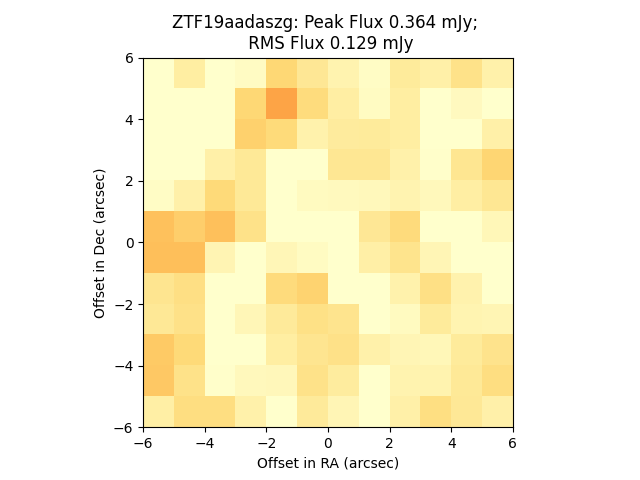 ZTF19aadaszg: Peak Flux 0.364 mJy;
RMS Flux 0.129 mJy
6
4
2
0
−2
−4
−6
Offset in Dec (arcsec)
−6 −4 −2 0 2 4 6
Offset in RA (arcsec)